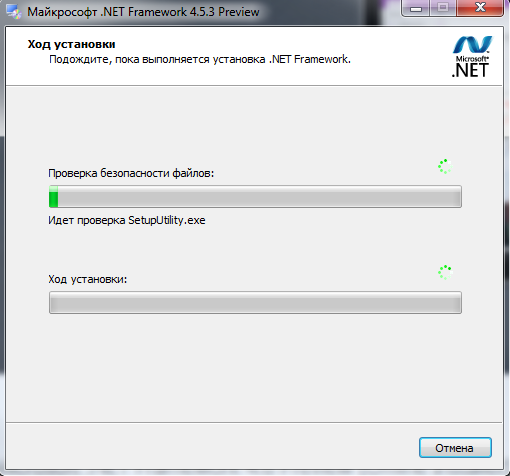 Майкрософт .NET Framework 4.5.3 Preview
Ход установки
Подождите, пока выполняется установка .NET Framework.
Microsoft®
.NET
Проверка безопасности файлов:
Идет проверка SetupUtility.exe
Ход установки:
Отмена